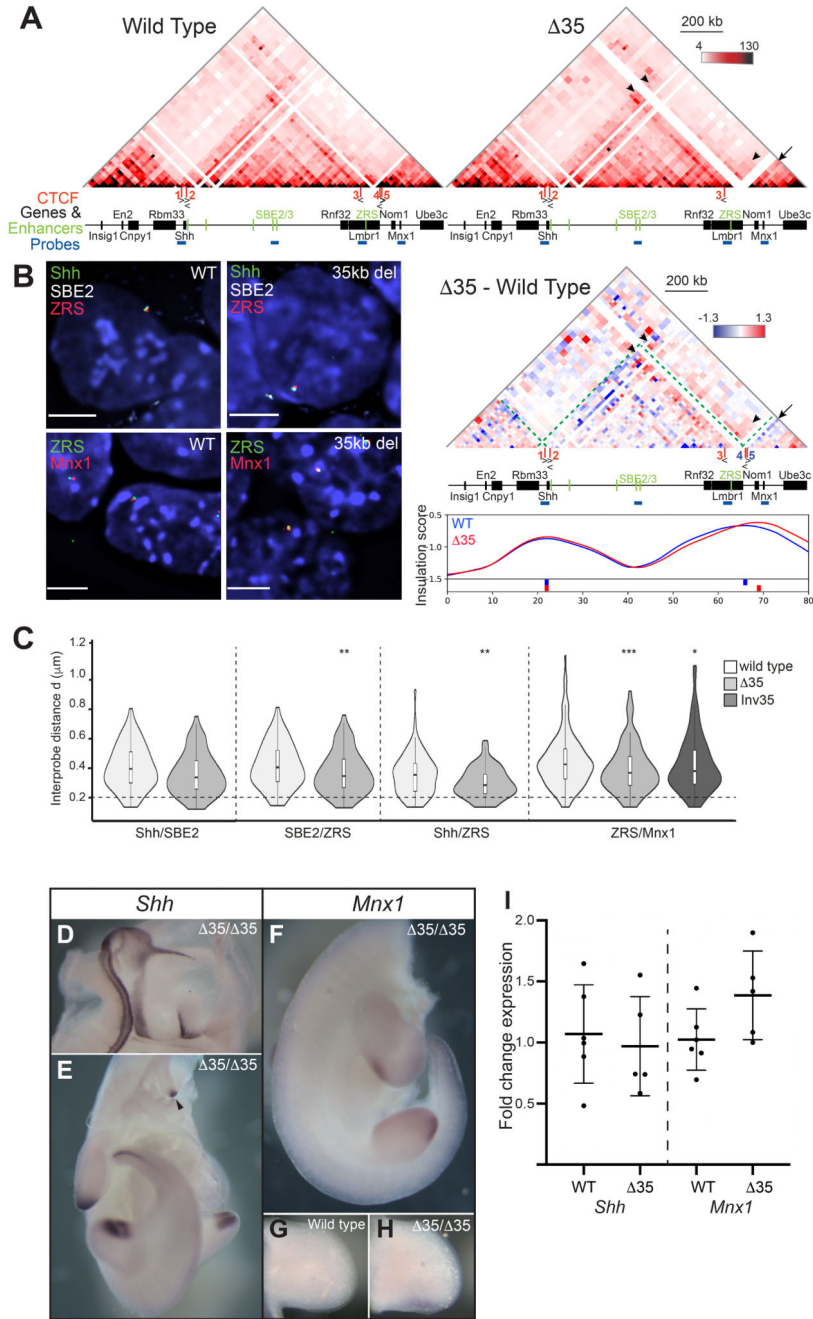 A
Wild Type
Δ35
200 kb
4 130
CTCF 1 2 3 4 5 1 2 3
Genes & Enhancers
En2 Rbm33 SBE2/3 Rnf32 ZRS Nom1 Ube3c En2 Rbm33 SBE2/3 Rnf32 ZRS Nom1 Ube3c
Insig1 Cnpy1 Shh Lmbr1 Mnx1 Insig1 Cnpy1 Shh Lmbr1 Mnx1
Probes
B
Shh WT
SBE2
ZRS
Shh 35kb del
SBE2
ZRS
ZRS WT
Mnx1
ZRS 35kb del
Mnx1
Δ35 - Wild Type
200 kb
-1.3 1.3
1 2 3 4 5
En2 Rbm33 SBE2/3 Rnf32 ZRS Nom1 Ube3c
Insig1 Cnpy1 Shh Lmbr1 Mnx1
Insulation score
0.5
1.0
1.5
WT
Δ35
0 10 20 30 40 50 60 70 80
C
Interprobe distance d (μm)
1.2
1.0
0.8
0.6
0.4
0.2
** ** *** *
wild type
Δ35
Inv35
Shh/SBE2 SBE2/ZRS Shh/ZRS ZRS/Mnx1
Shh
Mnx1
D Δ35/Δ35
E Δ35/Δ35
F Δ35/Δ35
G Wild type
H Δ35/Δ35
I
Fold change expression
2.0
1.5
1.0
0.5
WT Δ35 WT Δ35
Shh Mnx1